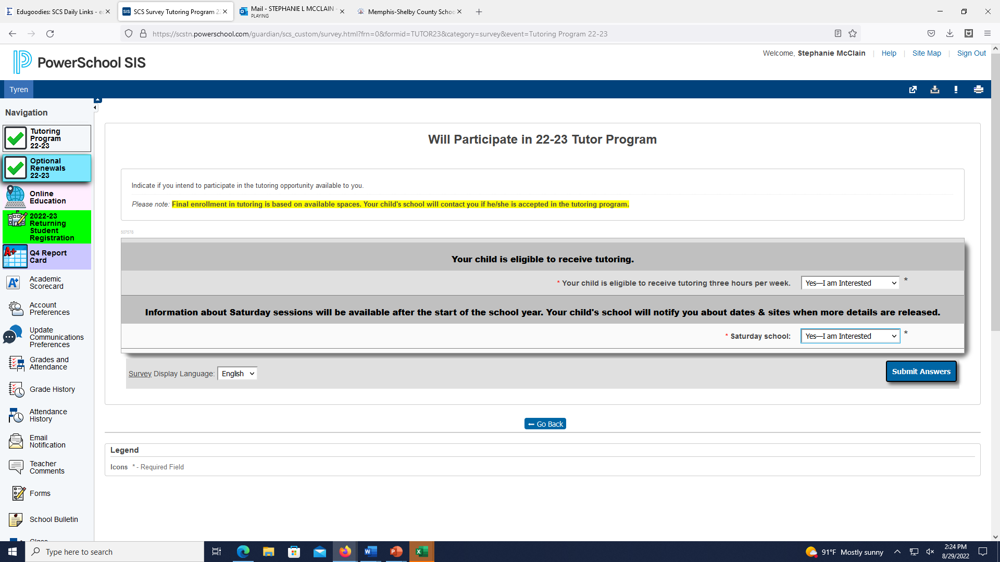 Edugoodies: SCS Daily Links - ed
SCS Survey Tutoring Program 2
Mail - STEPHANIE L MCCLAIN -
PLAYING
Memphis-Shelby County Schoo
https://scstn.powerschool.com/guardian/scs_custom/survey.html?frn=0&formid=TUTOR23&category=survey&event=Tutoring Program 22-23
PowerSchool SIS
Welcome, Stephanie McClain
Help
Site Map
Sign Out
Tyren
Navigation
Tutoring
Program
22-23
Optional
Renewals
22-23
Online
Education
2022-23
Returning
Student
Registration
Q4 Report
Card
Academic
Scorecard
Account
Preferences
Update
Communications
Preferences
Grades and
Attendance
Grade History
Attendance
History
Email
Notification
Teacher
Comments
Forms
School Bulletin
Will Participate in 22-23 Tutor Program
Indicate if you intend to participate in the tutoring opportunity available to you.
Please note: Final enrollment in tutoring is based on available spaces. Your child's school will contact you if he/she is accepted in the tutoring program.
507578
Your child is eligible to receive tutoring.
* Your child is eligible to receive tutoring three hours per week. Yes—I am Interested *
Information about Saturday sessions will be available after the start of the school year. Your child's school will notify you about dates & sites when more details are released.
* Saturday school: Yes—I am Interested *
Survey Display Language: English
Submit Answers
Go Back
Legend
Icons * - Required Field
Type here to search
91°F Mostly sunny
2:24 PM
8/29/2022